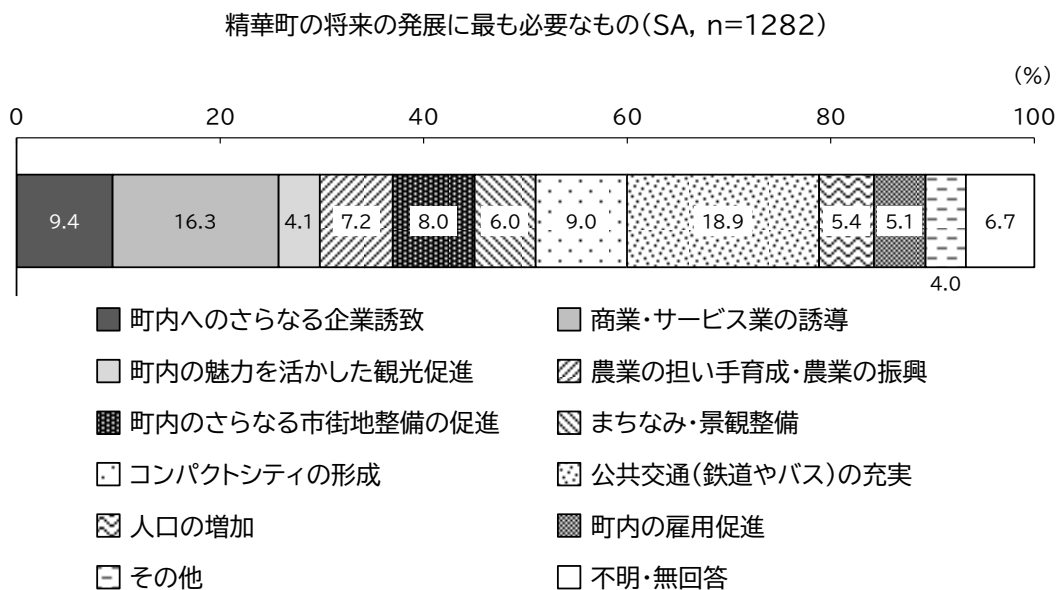 精華町の将来の発展に最も必要なもの(SA, n=1282)
(%)
0 20 40 60 80 100
9.4 16.3 4.1 7.2 8.0 6.0 9.0 18.9 5.4 5.1 6.7
4.0
町内へのさらなる企業誘致 商業・サービス業の誘導
町内の魅力を活かした観光促進 農業の担い手育成・農業の振興
町内のさらなる市街地整備の促進 まちなみ・景観整備
コンパクトシティの形成 公共交通(鉄道やバス)の充実
人口の増加 町内の雇用促進
その他 不明・無回答